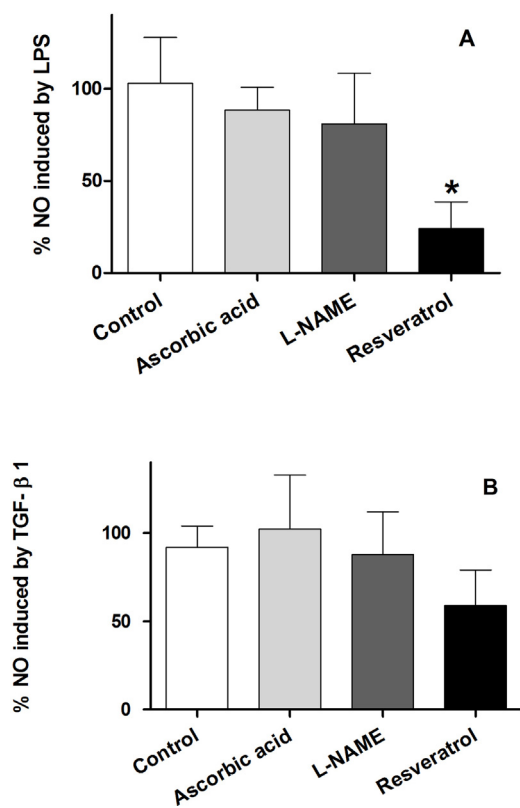 A
% NO induced by LPS
100
50
0
*
Control
Ascorbic acid
L-NAME
Resveratrol
B
% NO induced by TGF- β 1
100
50
0
Control
Ascorbic acid
L-NAME
Resveratrol